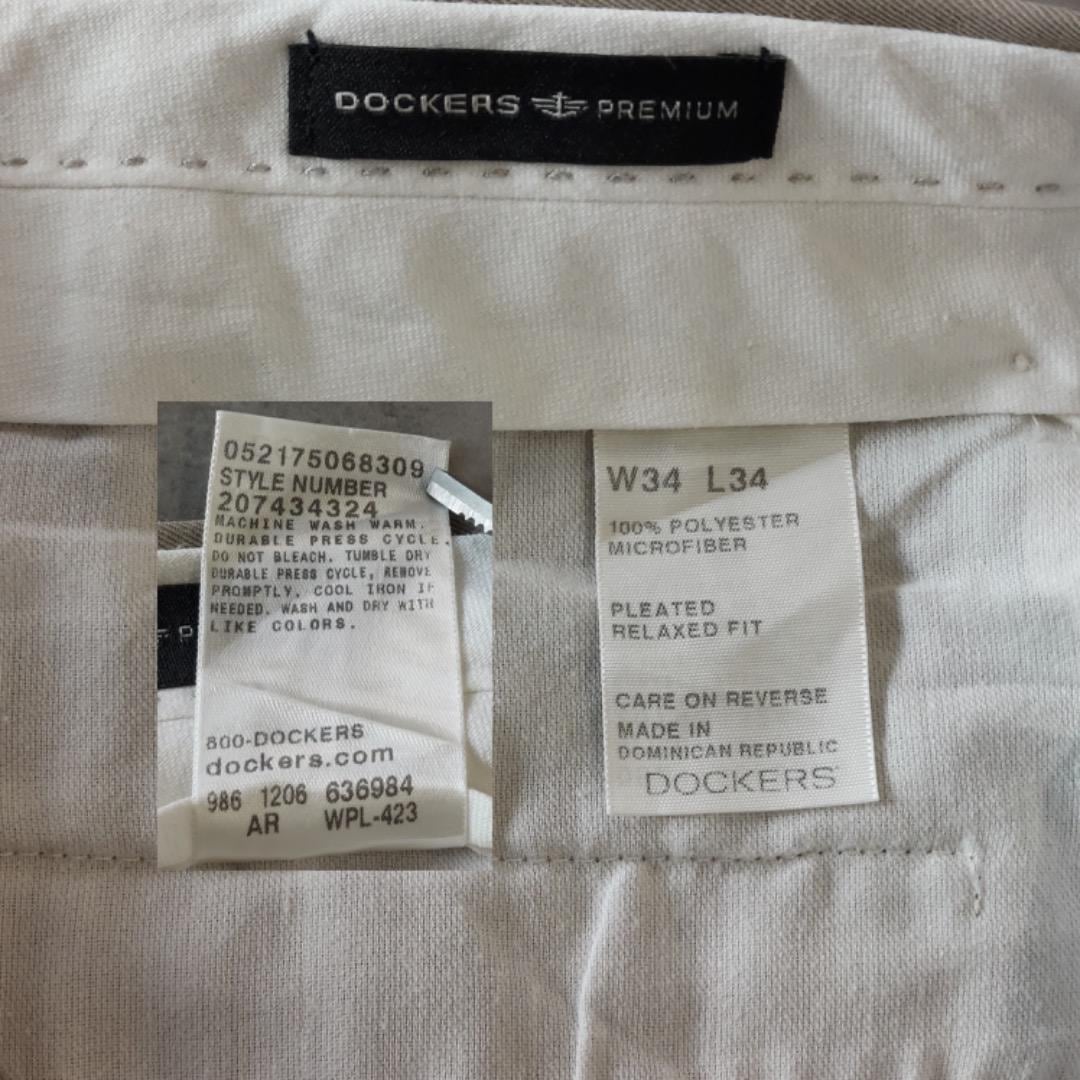 DOCKERS PREMIUM
052175068309
STYLE NUMBER
207434324
MACHINE WASH WARM.
DURABLE PRESS CYCLE.
DO NOT BLEACH. TUMBLE DRY
DURABLE PRESS CYCLE, REMOVE
PROMPTLY. COOL IRON IF
NEEDED. WASH AND DRY WITH
LIKE COLORS.
800-DOCKERS
dockers.com
986 1206 636984
AR WPL-423
W34 L34
100% POLYESTER
MICROFIBER
PLEATED
RELAXED FIT
CARE ON REVERSE
MADE IN
DOMINICAN REPUBLIC
DOCKERS